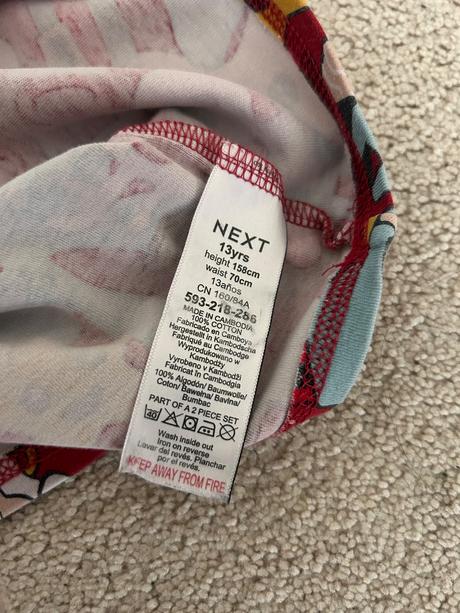 NEXT
13yrs
height 158cm
waist 70cm
13años
CN 160/84A
593-218-286
MADE IN CAMBODIA
100% COTTON
Fabricado en Camboya
Hergestellt in Kambodscha
Fabriqué au Cambodge
Wyprodukowano w
Kambodży
Vyrobeno v Kambodži
Fabricat în Cambodgia
100% Algodón/ Baumwolle/
Coton/ Bawełna/ Bavlna/
Bumbac
PART OF A 2 PIECE SET
40
Wash inside out
Iron on reverse
Lavar del revés. Planchar
por el revés.
KEEP AWAY FROM FIRE